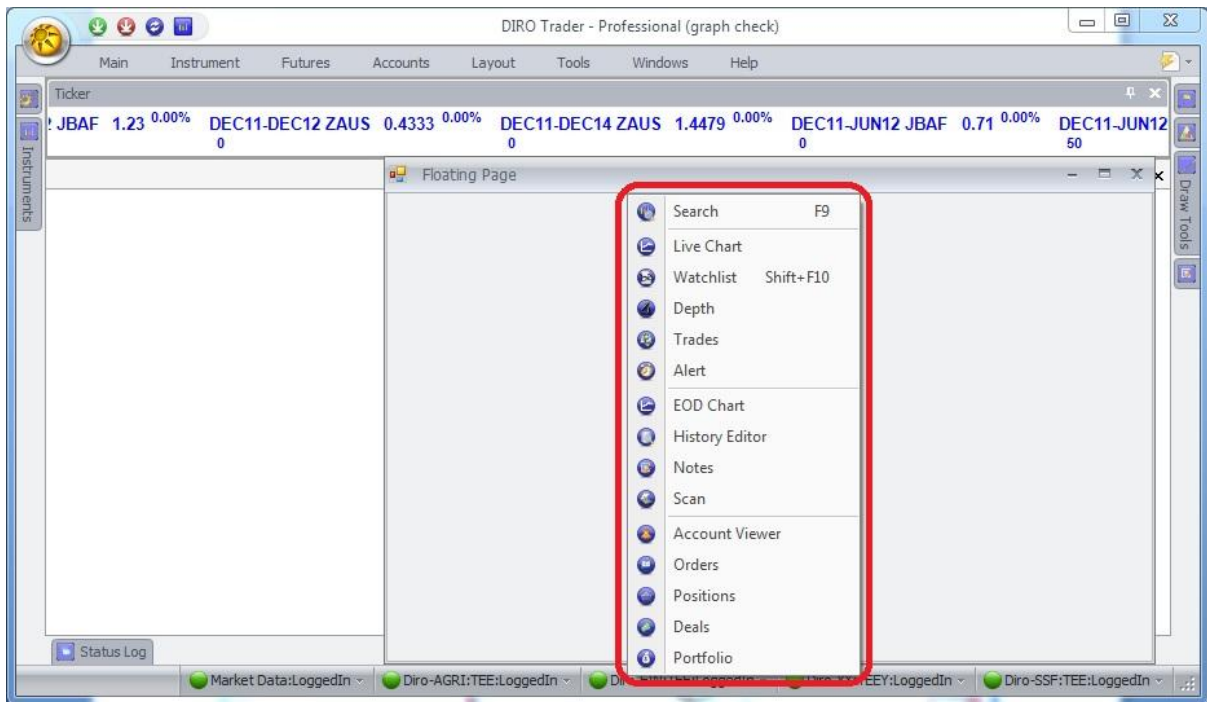 DIRO Trader - Professional (graph check)
Main Instrument Futures Accounts Layout Tools Windows Help
Ticker
JBAF 1.23 0.00% DEC11-DEC12 ZAUS 0.4333 0.00% DEC11-DEC14 ZAUS 1.4479 0.00% DEC11-JUN12 JBAF 0.71 0.00% DEC11-JUN12
0 0 0 50
Instruments
Floating Page
Draw Tools
Search F9
Live Chart
Watchlist Shift+F10
Depth
Trades
Alert
EOD Chart
History Editor
Notes
Scan
Account Viewer
Orders
Positions
Deals
Portfolio
Status Log
Market Data:LoggedIn Diro-AGRI:TEE:LoggedIn TEEY:LoggedIn Diro-SSF:TEE:LoggedIn